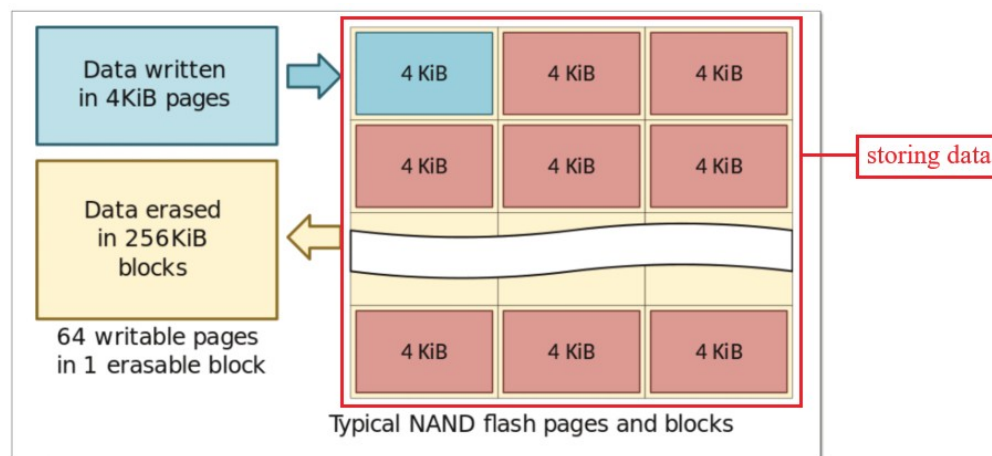 Data written
in 4KiB pages
4 KiB
4 KiB
4 KiB
4 KiB
4 KiB
4 KiB
storing data
Data erased
in 256KiB
blocks
64 writable pages
in 1 erasable block
4 KiB
4 KiB
4 KiB
Typical NAND flash pages and blocks